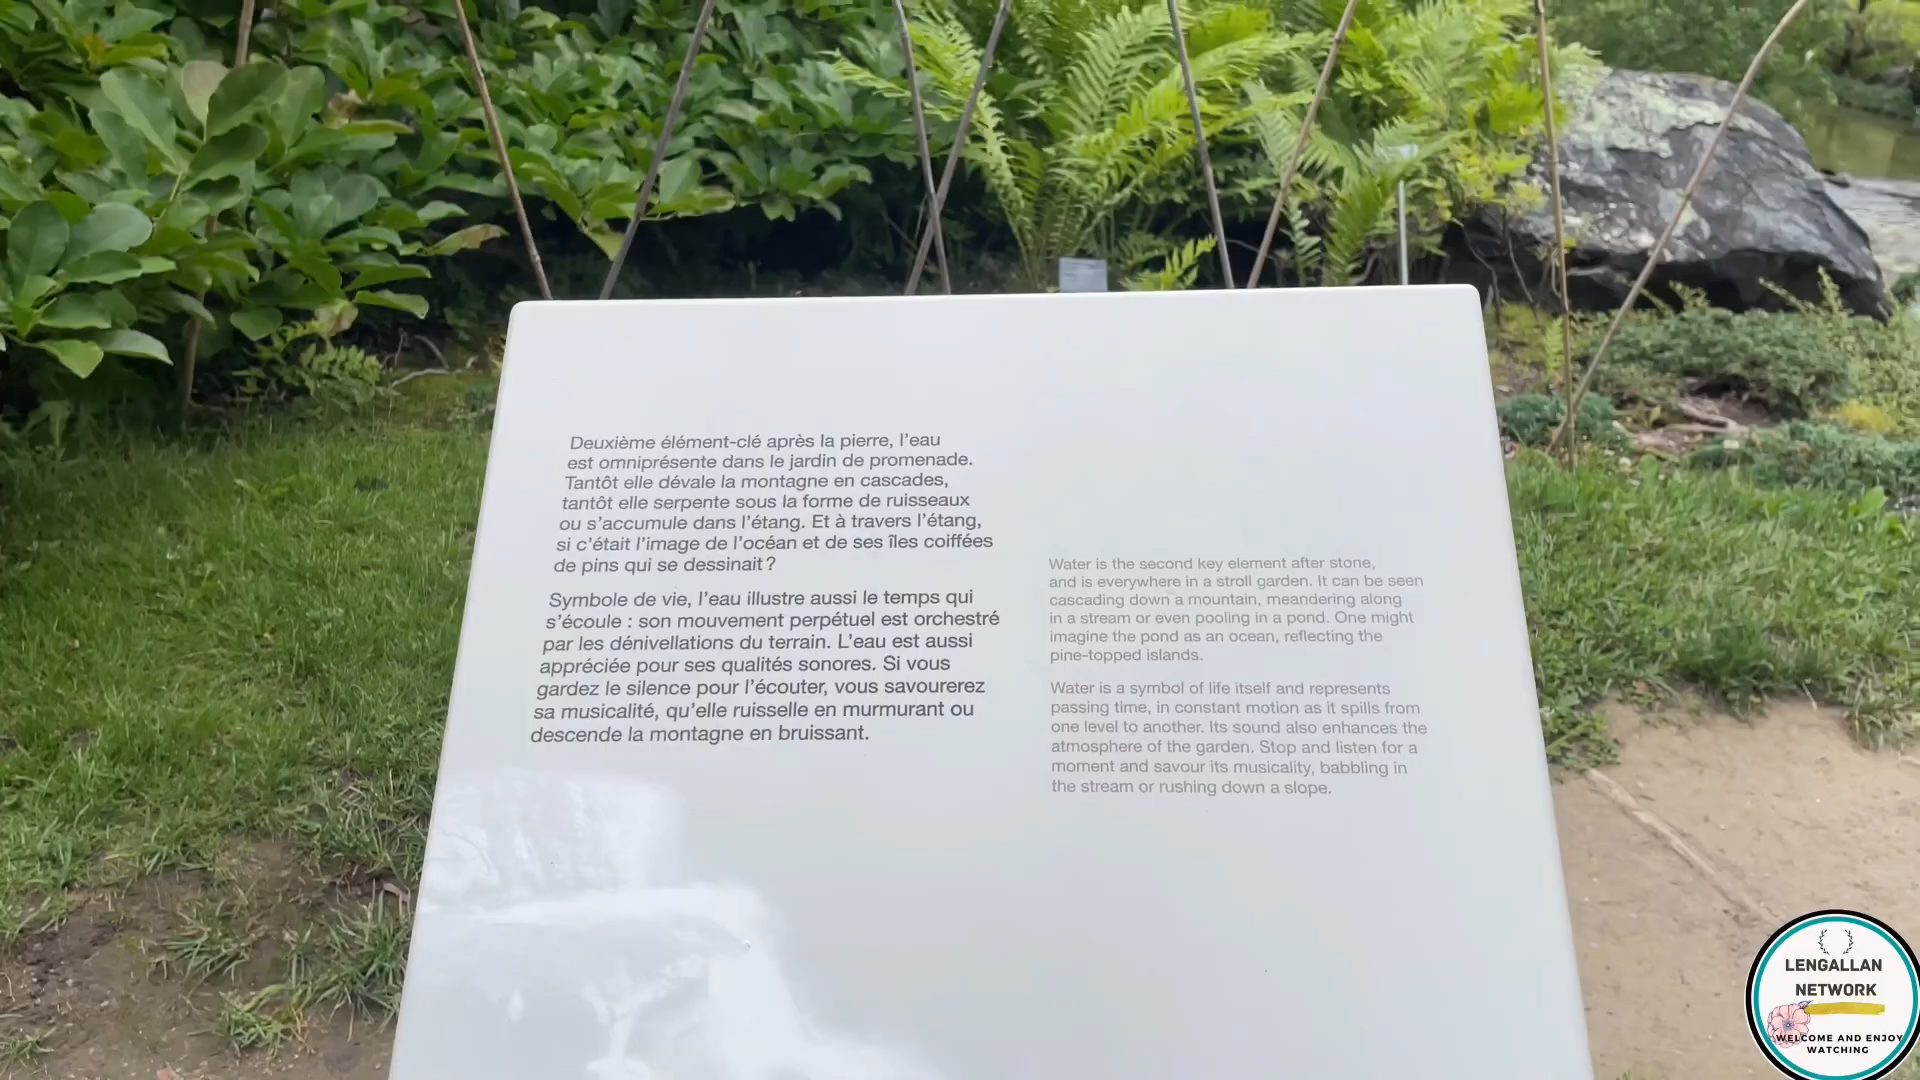 Deuxième élément-clé après la pierre, l’eau
est omniprésente dans le jardin de promenade.
Tantôt elle dévale la montagne en cascades,
tantôt elle serpente sous la forme de ruisseaux
ou s’accumule dans l’étang. Et à travers l’étang,
si c’était l’image de l’océan et de ses îles coiffées
de pins qui se dessinait ?
Symbole de vie, l’eau illustre aussi le temps qui
s’écoule : son mouvement perpétuel est orchestré
par les dénivellations du terrain. L’eau est aussi
appréciée pour ses qualités sonores. Si vous
gardez le silence pour l’écouter, vous savourerez
sa musicalité, qu’elle ruisselle en murmurant ou
descende la montagne en bruissant.
Water is the second key element after stone,
and is everywhere in a stroll garden. It can be seen
cascading down a mountain, meandering along
in a stream or even pooling in a pond. One might
imagine the pond as an ocean, reflecting the
pine-topped islands.
Water is a symbol of life itself and represents
passing time, in constant motion as it spills from
one level to another. Its sound also enhances the
atmosphere of the garden. Stop and listen for a
moment and savour its musicality, babbling in
the stream or rushing down a slope.
LENGALLAN
NETWORK
WELCOME AND ENJOY
WATCHING